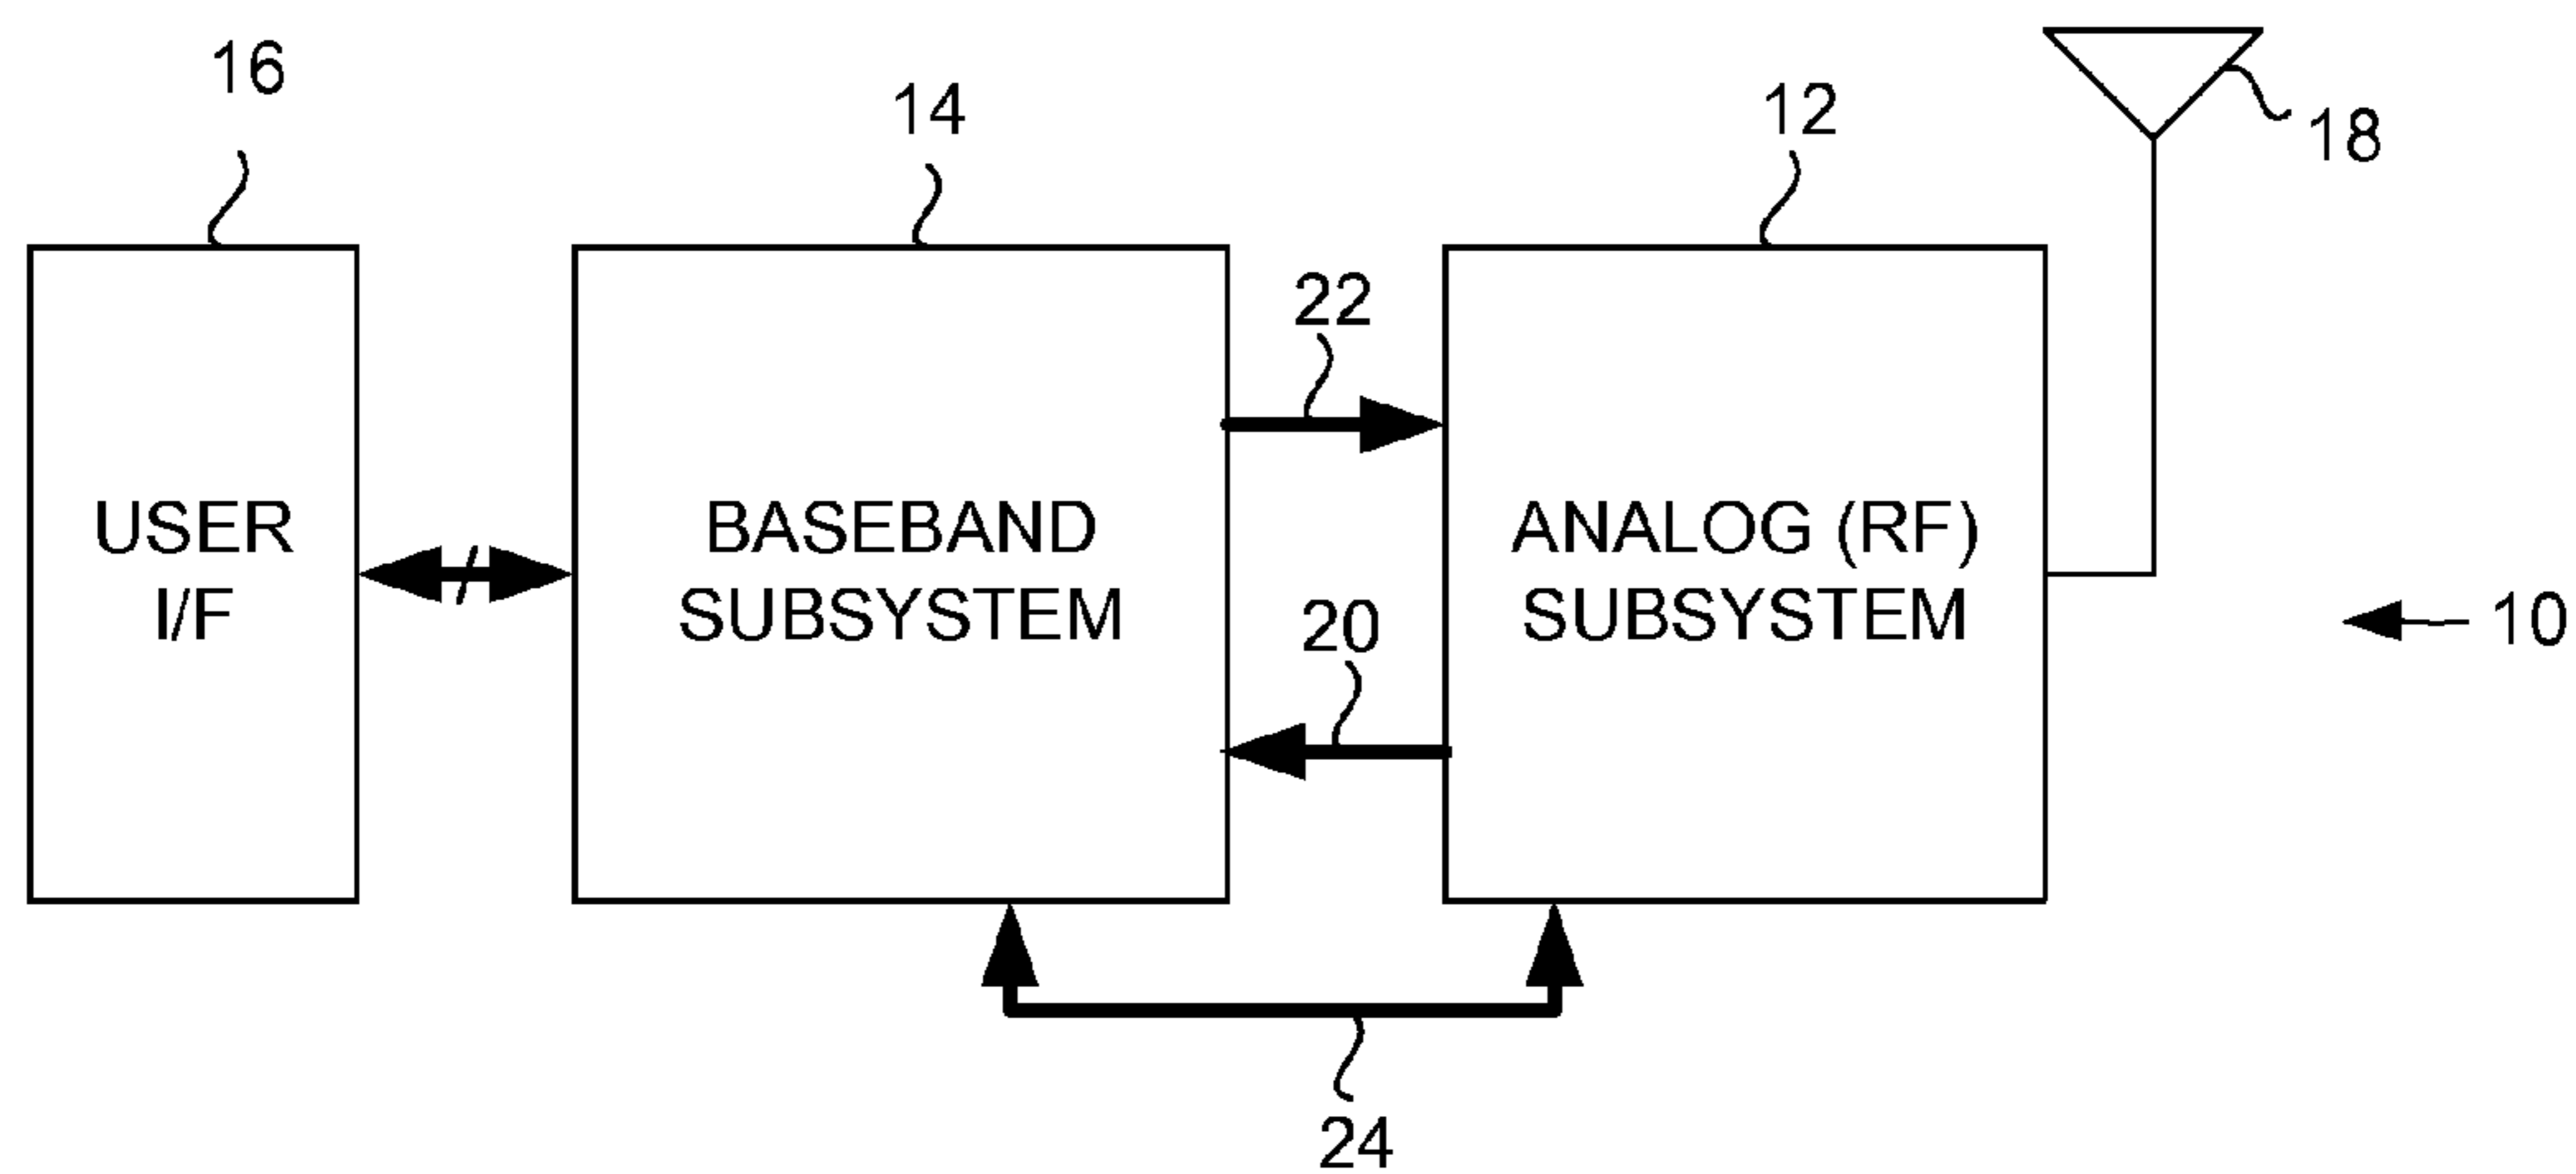 16
14
12
18
22
USER
I/F
BASEBAND
SUBSYSTEM
ANALOG (RF)
SUBSYSTEM
20
10
24